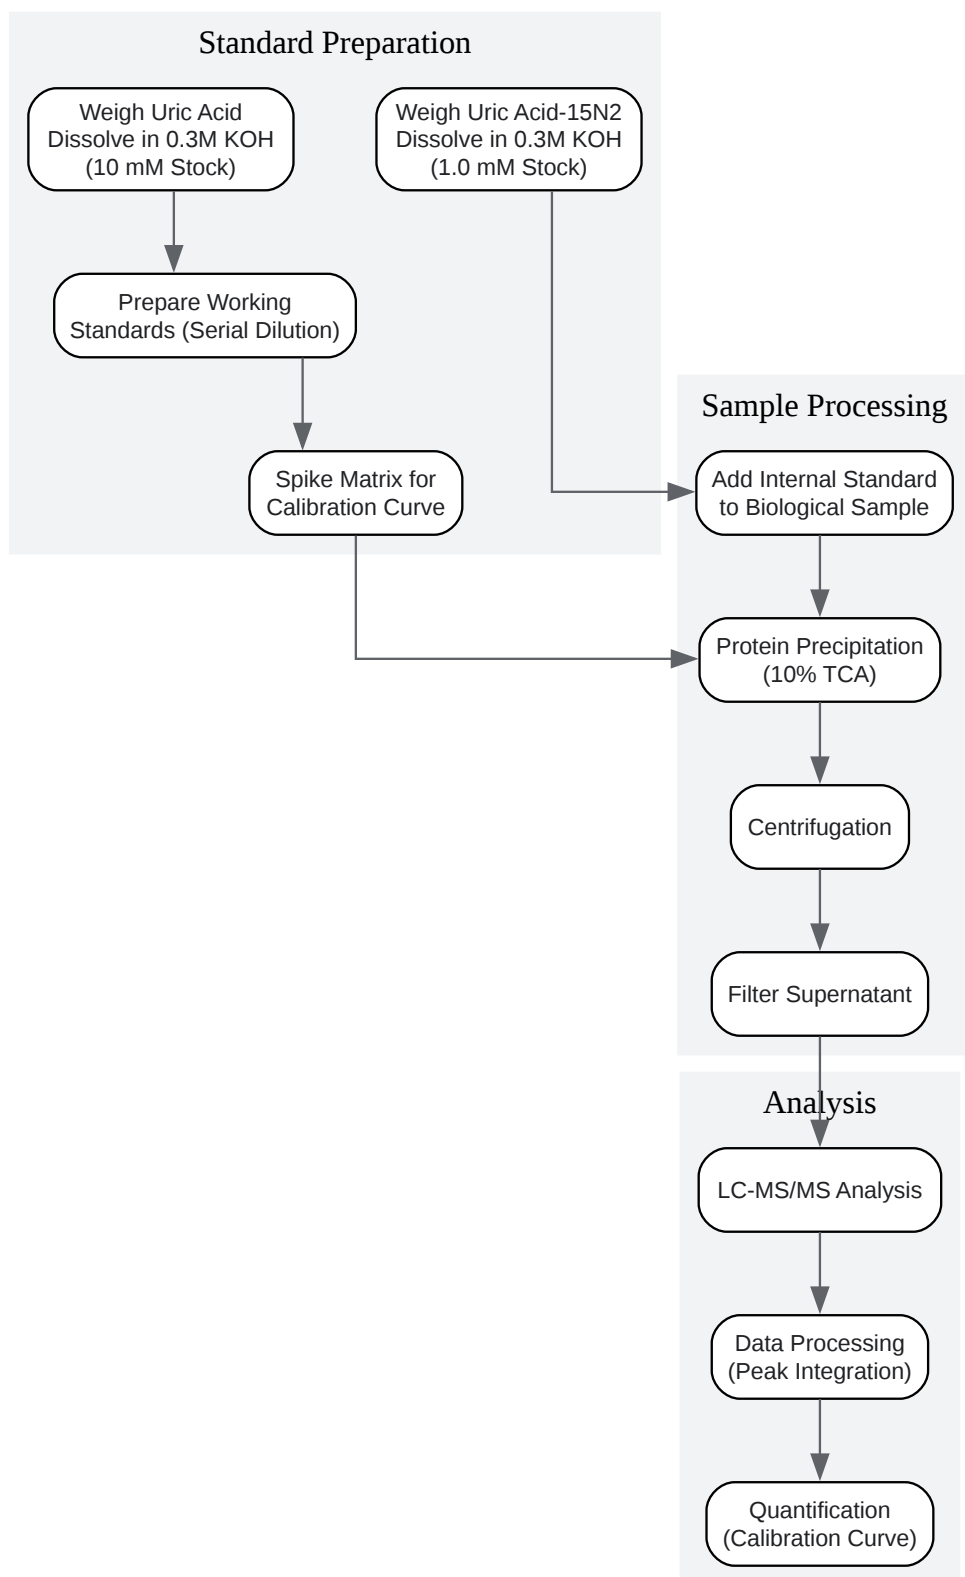 Standard Preparation
Weigh Uric Acid
Dissolve in 0.3M KOH
(10 mM Stock)
Weigh Uric Acid-15N2
Dissolve in 0.3M KOH
(1.0 mM Stock)
Prepare Working
Standards (Serial Dilution)
Spike Matrix for
Calibration Curve
Sample Processing
Add Internal Standard
to Biological Sample
Protein Precipitation
(10% TCA)
Centrifugation
Filter Supernatant
Analysis
LC-MS/MS Analysis
Data Processing
(Peak Integration)
Quantification
(Calibration Curve)